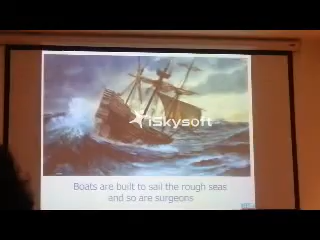 iSkysoft
Boats are built to sail the rough seas
and so are surgeons